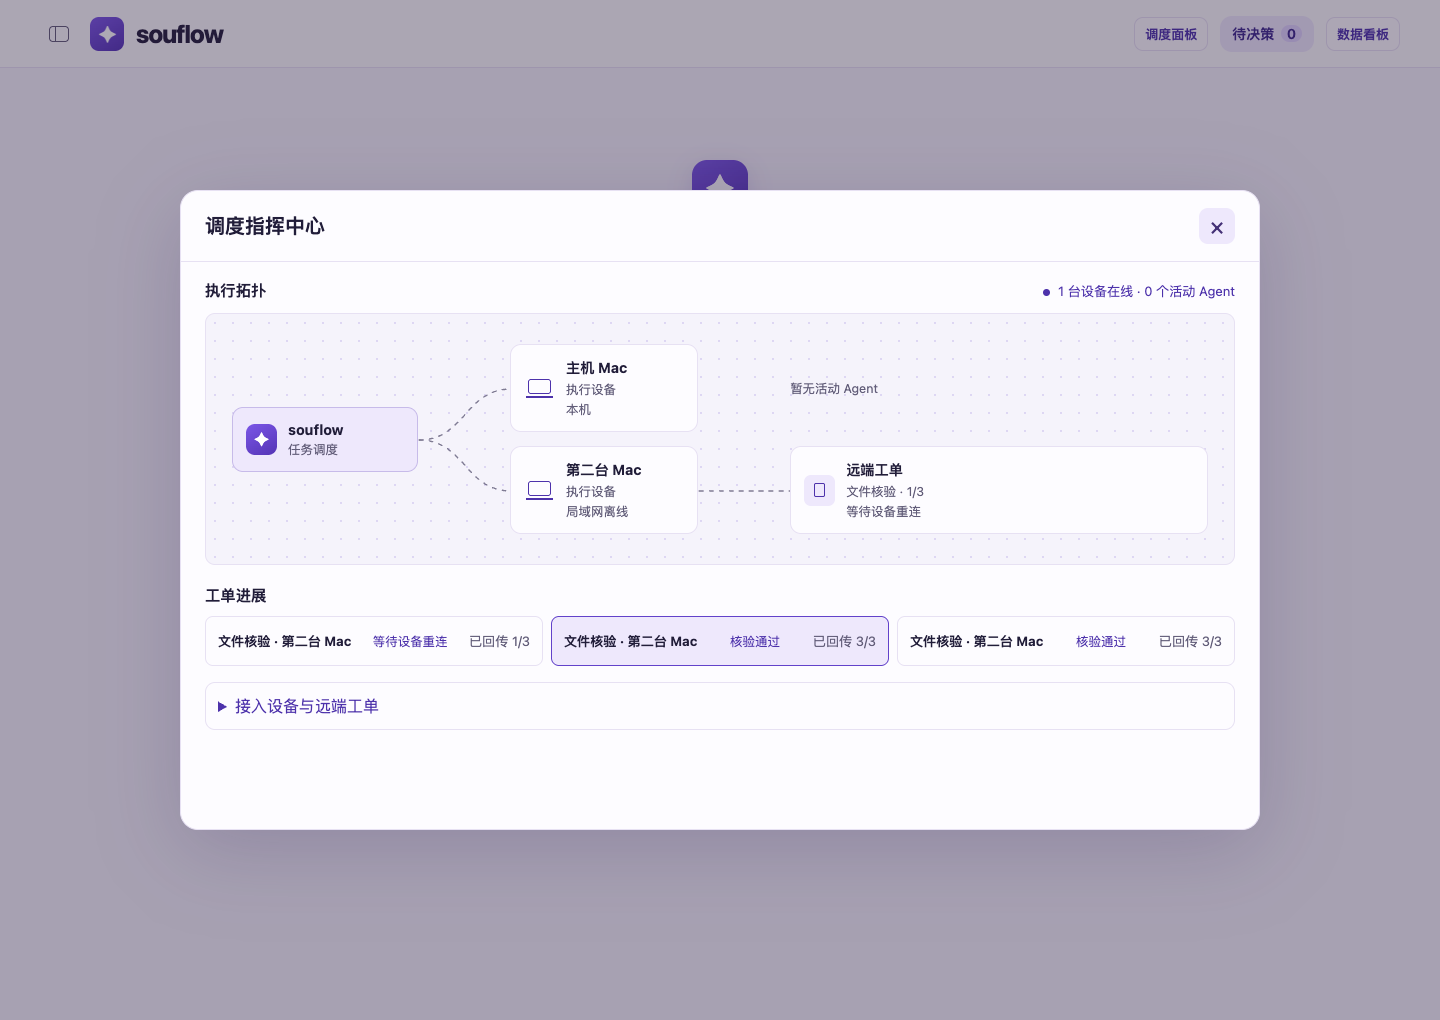 souflow
调度面板
待决策 0
数据看板
调度指挥中心
执行拓扑
1 台设备在线 · 0 个活动 Agent
souflow
任务调度
主机 Mac
执行设备
本机
暂无活动 Agent
第二台 Mac
执行设备
局域网离线
远端工单
文件核验 · 1/3
等待设备重连
工单进展
文件核验 · 第二台 Mac 等待设备重连 已回传 1/3
文件核验 · 第二台 Mac 核验通过 已回传 3/3
文件核验 · 第二台 Mac 核验通过 已回传 3/3
接入设备与远端工单